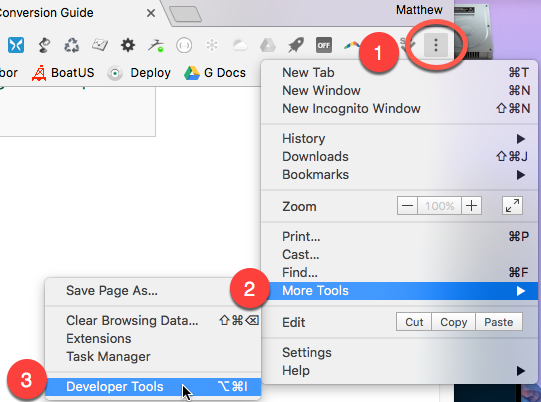 Conversion Guide × Matthew
OFF
1
bor BoatUS Deploy G Docs
New Tab ⌘T
New Window ⌘N
New Incognito Window ⇧⌘N
History ▶
Downloads ⇧⌘J
Bookmarks ▶
Zoom — 100% +
Print... ⌘P
Cast...
Find... ⌘F
2
More Tools ▶
Edit Cut Copy Paste
Settings
Help ▶
Save Page As...
Clear Browsing Data... ⇧⌘⌫
Extensions
Task Manager
3
Developer Tools ⌥⌘I